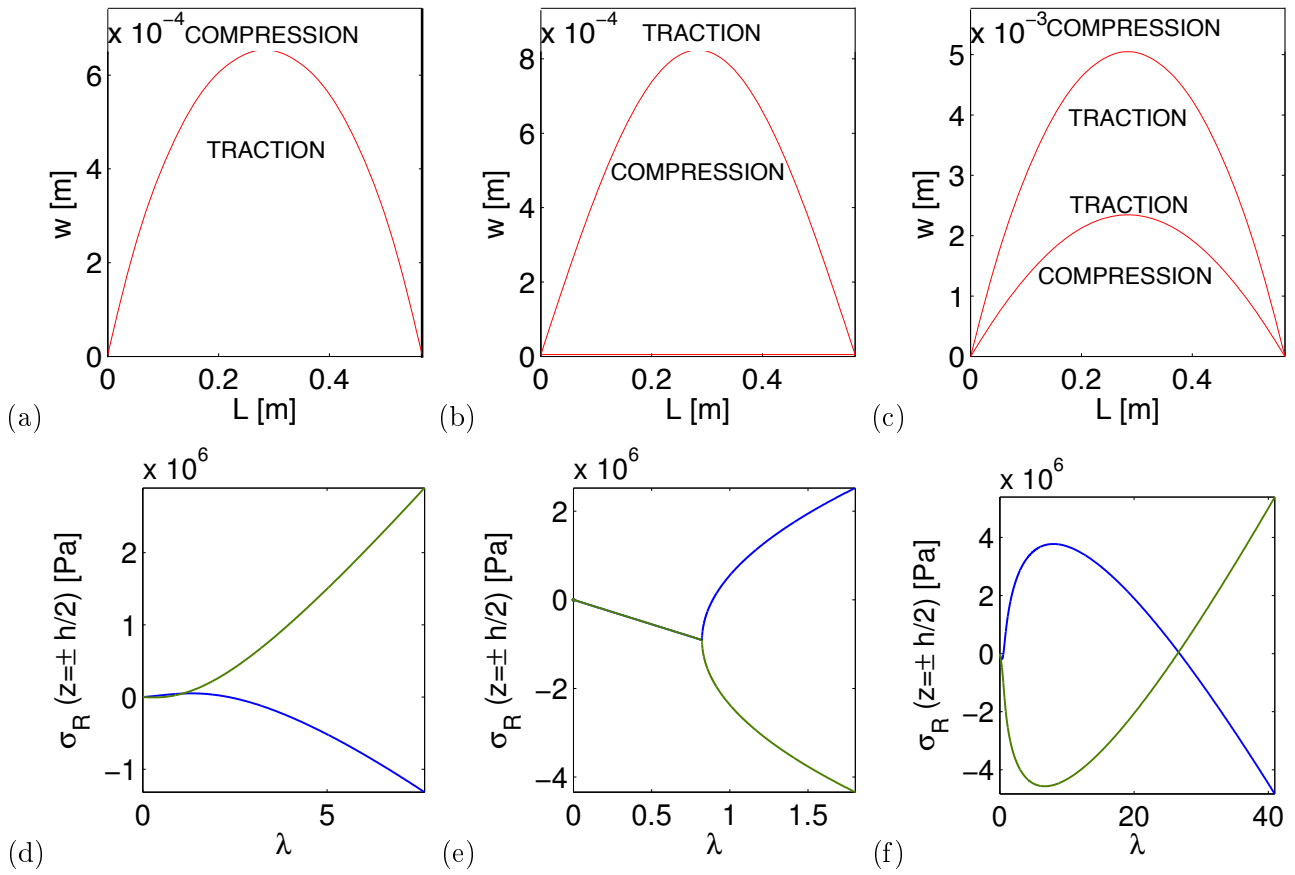 x 10^-4 COMPRESSION
6
4
2
0
TRACTION
w [m]
0 0.2 0.4
L [m]
(a)
x 10^-4
TRACTION
8
6
4
2
0
COMPRESSION
w [m]
0 0.2 0.4
L [m]
(b)
x 10^-3 COMPRESSION
5
4
3
2
1
0
TRACTION
TRACTION
COMPRESSION
w [m]
0 0.2 0.4
L [m]
(c)
x 10^6
2
1
0
−1
σ_R (z=± h/2) [Pa]
0 5
λ
(d)
x 10^6
2
0
−2
−4
σ_R (z=± h/2) [Pa]
0 0.5 1 1.5
λ
(e)
x 10^6
4
2
0
−2
−4
σ_R (z=± h/2) [Pa]
0 20 40
λ
(f)